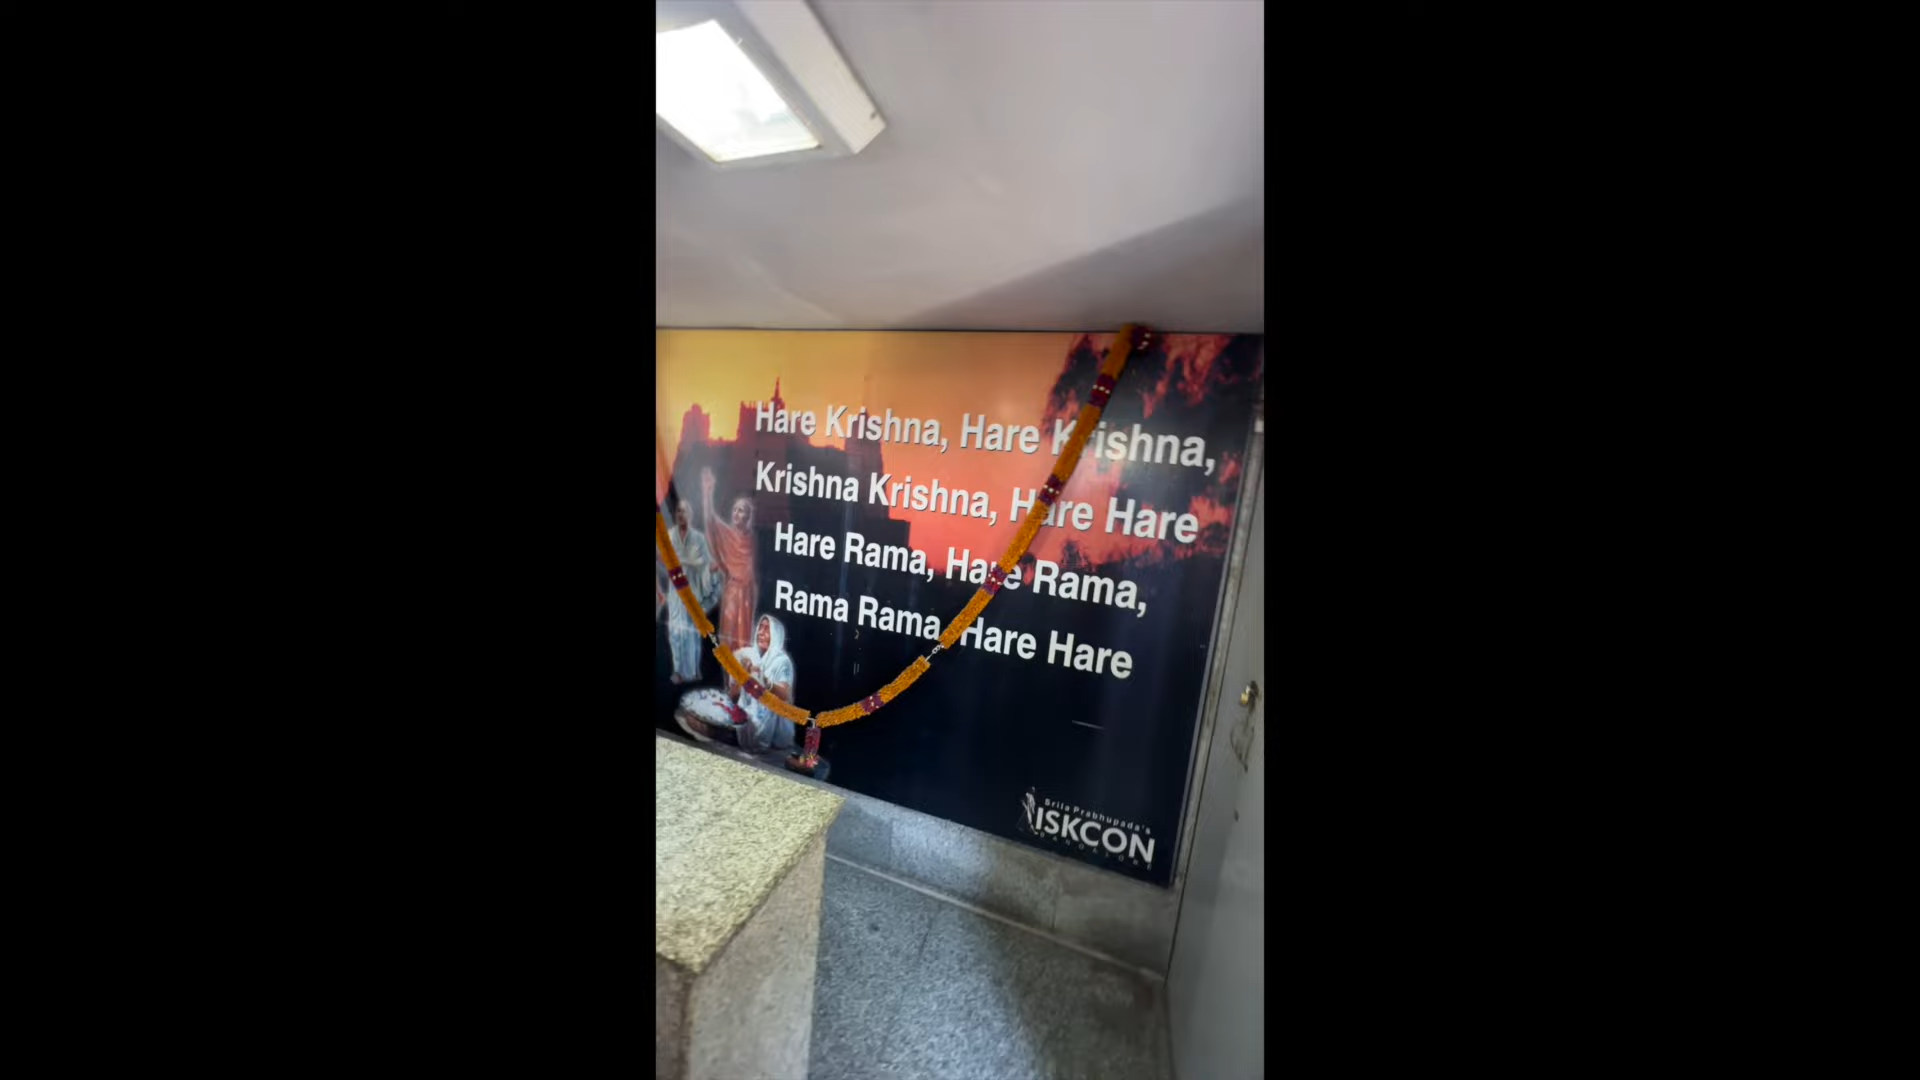 Hare Krishna, Hare Krishna,
Krishna Krishna, Hare Hare
Hare Rama, Hare Rama,
Rama Rama, Hare Hare
Srila Prabhupada's
ISKCON
BANGALORE